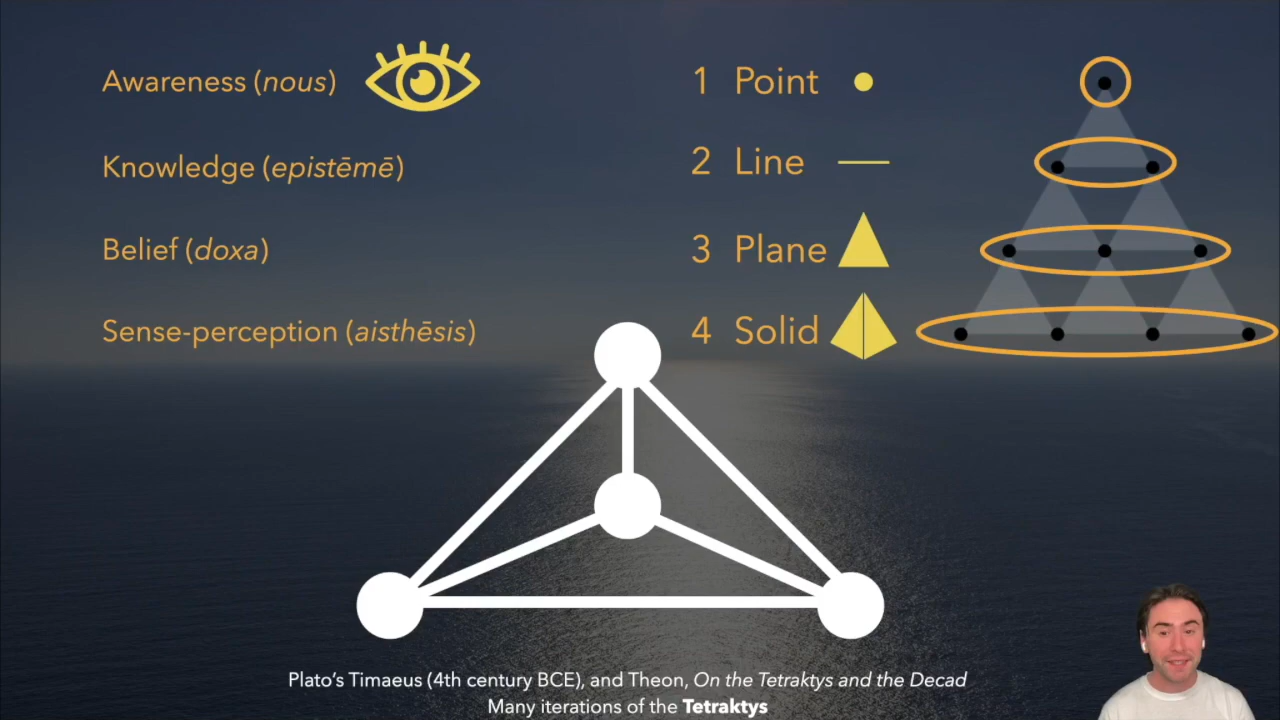 Awareness (nous)
Knowledge (epistēmē)
Belief (doxa)
Sense-perception (aisthēsis)
1 Point
2 Line
3 Plane
4 Solid
Plato's Timaeus (4th century BCE), and Theon, On the Tetraktys and the Decad
Many iterations of the Tetraktys